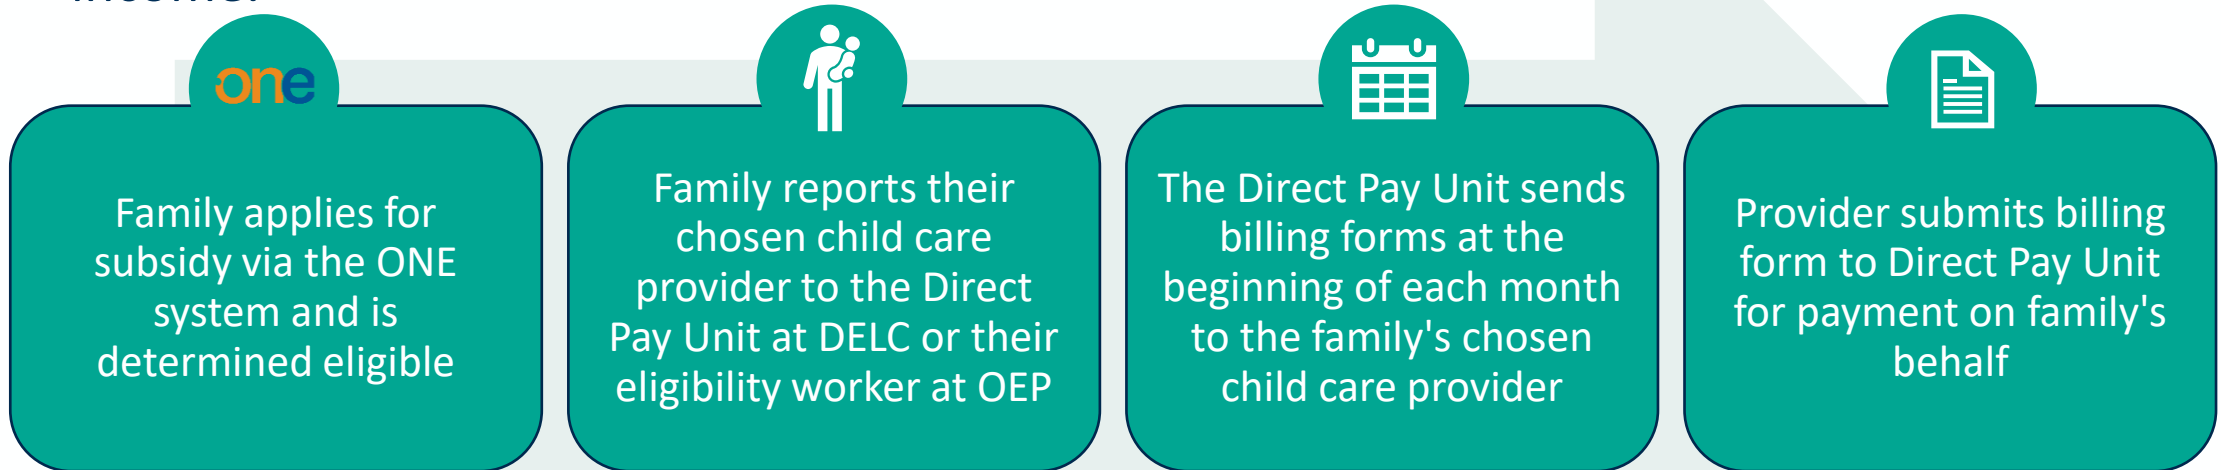 one
Family applies for
subsidy via the ONE
system and is
determined eligible
Family reports their
chosen child care
provider to the Direct
Pay Unit at DELC or their
eligibility worker at OEP
The Direct Pay Unit sends
billing forms at the
beginning of each month
to the family's chosen
child care provider
Provider submits billing
form to Direct Pay Unit
for payment on family's
behalf